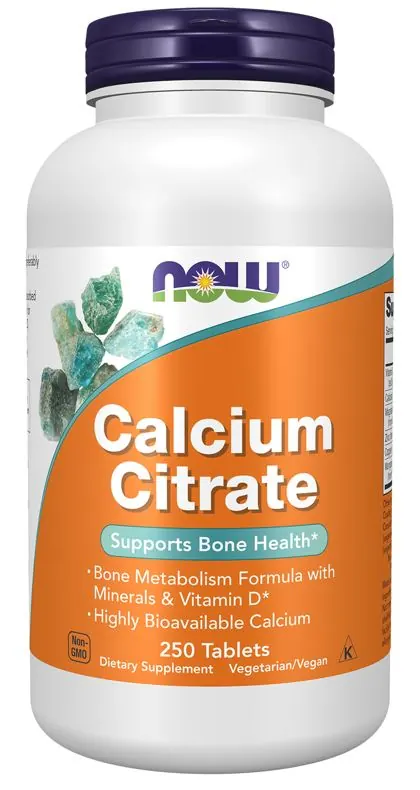 now®
Calcium
Citrate
Supports Bone Health*
• Bone Metabolism Formula with
Minerals & Vitamin D*
• Highly Bioavailable Calcium
Non-
GMO
250 Tablets
Dietary Supplement Vegetarian/Vegan
K